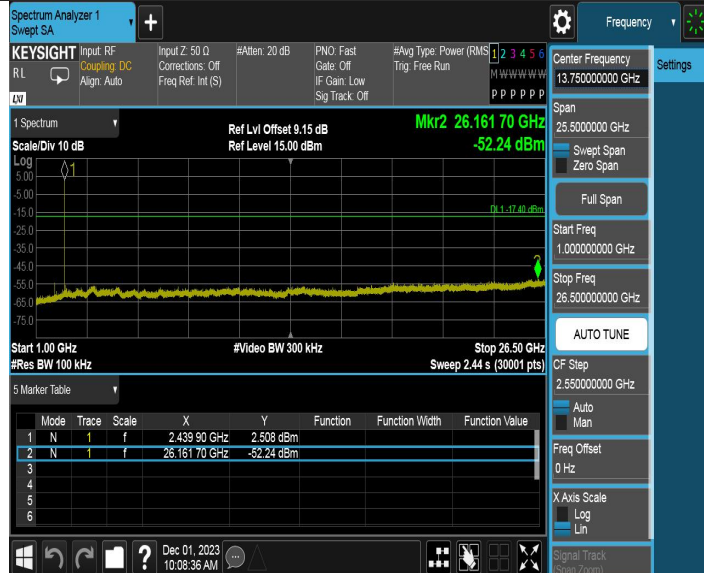 Spectrum Analyzer 1
Swept SA
+
Frequency
KEYSIGHT
RL
LXI
Input: RF
Coupling: DC
Align: Auto
Input Z: 50 Ω
Corrections: Off
Freq Ref: Int (S)
#Atten: 20 dB
PNO: Fast
Gate: Off
IF Gain: Low
Sig Track: Off
#Avg Type: Power (RMS
Trig: Free Run
1 2 3 4 5 6
M W W W W W
P P P P P P
Center Frequency
13.750000000 GHz
Settings
Span
25.5000000 GHz
Swept Span
Zero Span
Full Span
Start Freq
1.000000000 GHz
Stop Freq
26.500000000 GHz
AUTO TUNE
CF Step
2.550000000 GHz
Auto
Man
Freq Offset
0 Hz
X Axis Scale
Log
Lin
Signal Track
(Span Zoom)
1 Spectrum
Scale/Div 10 dB
Ref Lvl Offset 9.15 dB
Ref Level 15.00 dBm
Mkr2 26.161 70 GHz
-52.24 dBm
Log
5.00
-5.00
-15.0
-25.0
-35.0
-45.0
-55.0
-65.0
-75.0
1
DL1 -17.40 dBm
2
Start 1.00 GHz
#Res BW 100 kHz
#Video BW 300 kHz
Stop 26.50 GHz
Sweep 2.44 s (30001 pts)
5 Marker Table
Mode Trace Scale X Y Function Function Width Function Value
1 N 1 f 2.439 90 GHz 2.508 dBm
2 N 1 f 26.161 70 GHz -52.24 dBm
3
4
5
6
?
Dec 01, 2023
10:08:36 AM